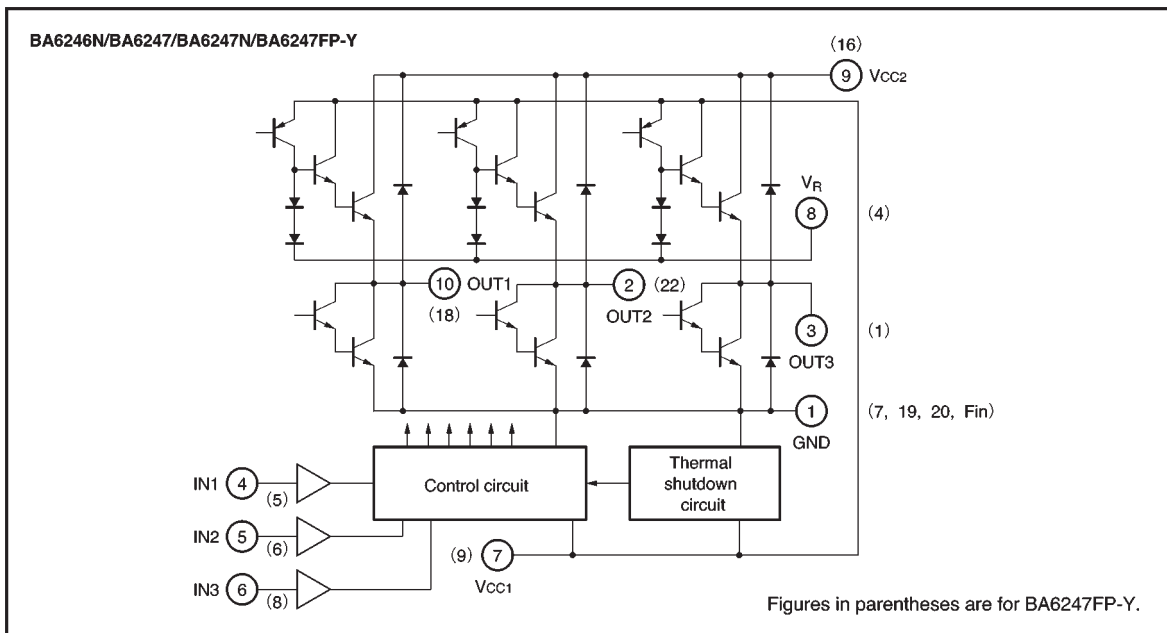 BA6246N/BA6247/BA6247N/BA6247FP-Y
(16)
9 VCC2
VR
8 (4)
10 OUT1
(18)
2 (22)
OUT2
3 (1)
OUT3
1 (7, 19, 20, Fin)
GND
Control circuit
Thermal
shutdown
circuit
IN1 4
(5)
IN2 5
(6)
IN3 6
(8)
(9) 7
VCC1
Figures in parentheses are for BA6247FP-Y.